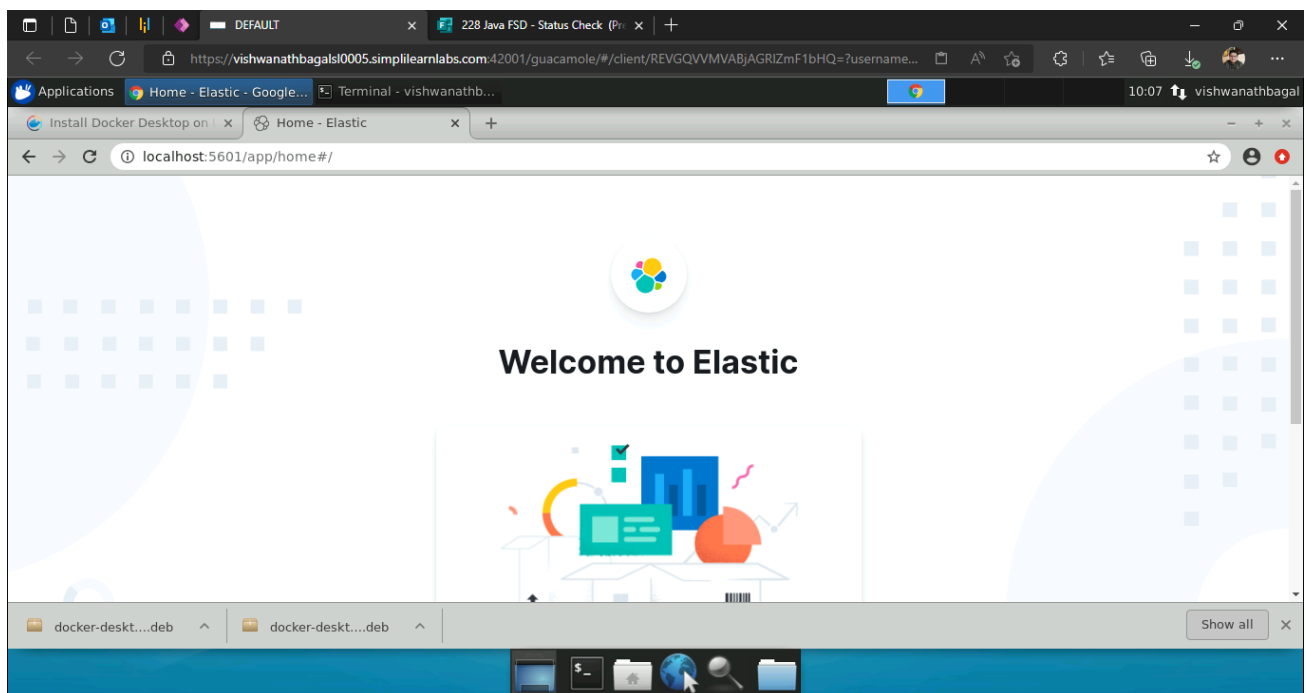 DEFAULT
228 Java FSD - Status Check (Pre
https://vishwanathbagalsl0005.simplilearnlabs.com:42001/guacamole/#/client/REVGQVVMVABjAGRlZmF1bHQ=?username...
Applications
Home - Elastic - Google...
Terminal - vishwanathb...
10:07
vishwanathbagal
Install Docker Desktop on
Home - Elastic
localhost:5601/app/home#/
Welcome to Elastic
docker-deskt....deb
docker-deskt....deb
Show all